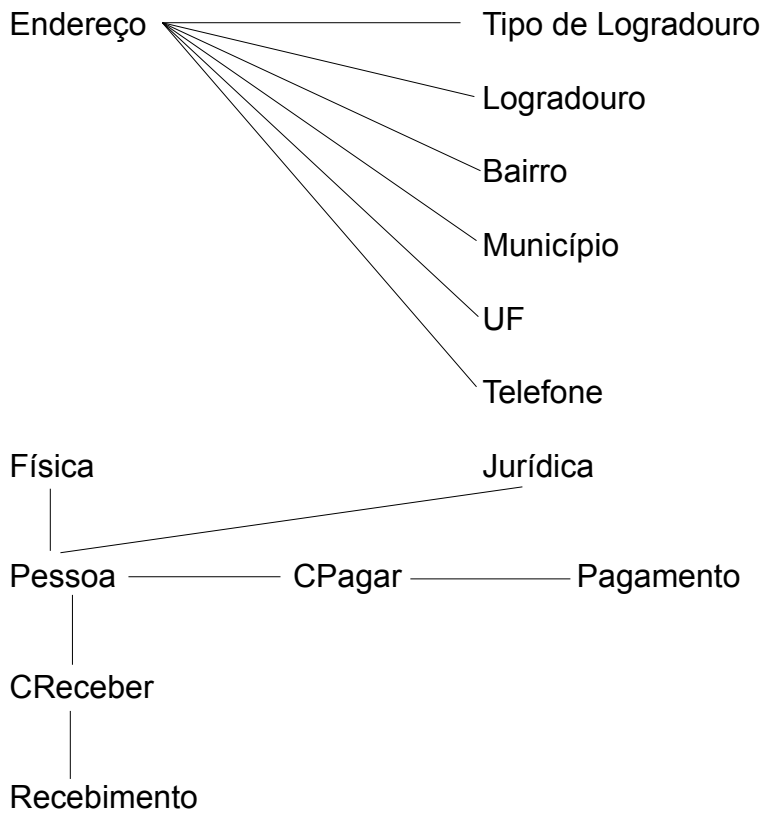 Endereço Tipo de Logradouro
Logradouro
Bairro
Município
UF
Telefone
Física Jurídica
Pessoa CPagar Pagamento
CReceber
Recebimento